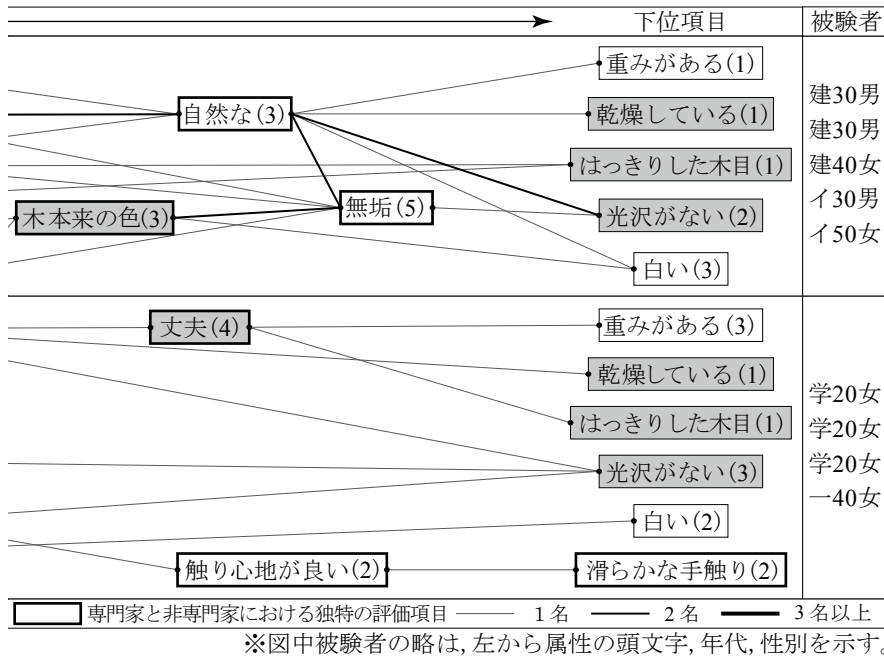 下位項目
被験者
重みがある(1)
自然な(3)
乾燥している(1)
はっきりした木目(1)
木本来の色(3)
無垢(5)
光沢がない(2)
白い(3)
建30男
建30男
建40女
イ30男
イ50女
丈夫(4)
重みがある(3)
乾燥している(1)
はっきりした木目(1)
光沢がない(3)
白い(2)
触り心地が良い(2)
滑らかな手触り(2)
学20女
学20女
学20女
一40女
専門家と非専門家における独特の評価項目
1名
2名
3名以上
※図中被験者の略は,左から属性の頭文字,年代,性別を示す。